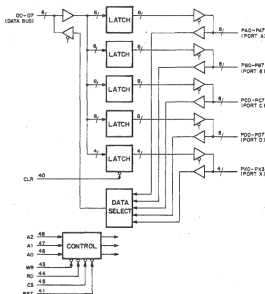 DO-D7
(DATA BUS)
8
8
LATCH
8
8
PA0-PA7
(PORT A)
8
LATCH
8
8
PB0-PB7
(PORT B)
8
LATCH
8
8
PC0-PC7
(PORT C)
8
LATCH
8
8
PD0-PD7
(PORT D)
4
LATCH
4
4
PX0-PX3
(PORT X)
CLR 40
DATA
SELECT
A2 48
A1 47
A0 46
CONTROL
WR 43
RD 44
CS 45
RST 41